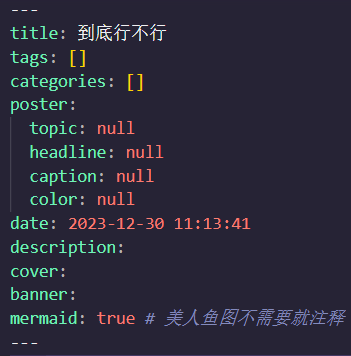 ---
title: 到底行不行
tags: []
categories: []
poster:
  topic: null
  headline: null
  caption: null
  color: null
date: 2023-12-30 11:13:41
description:
cover:
banner:
mermaid: true # 美人鱼图不需要就注释
---